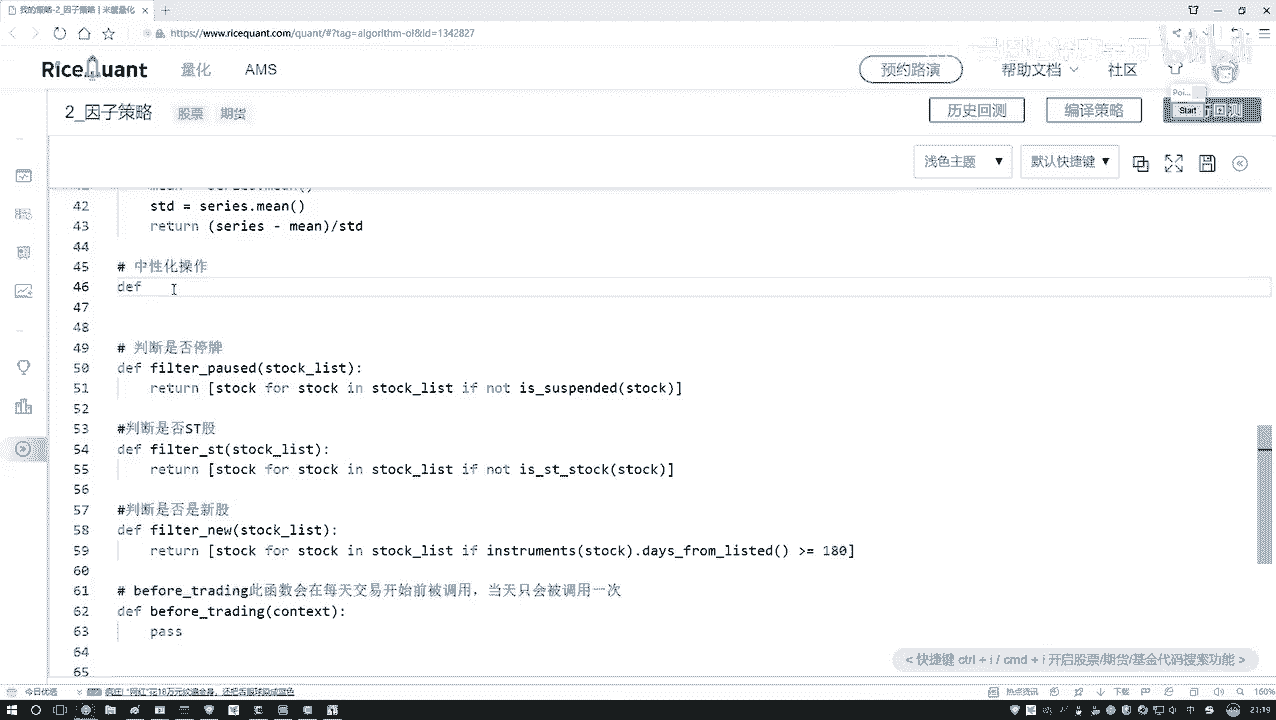 我的策略-2_因子策略 | 米筐量化
https://www.ricequant.com/quant/#?tag=algorithm-of&id=1342827
RiceQuant 量化 AMS 预约路演 帮助文档 社区
2_因子策略 股票 期货 历史回测 编译策略
Poi...
Start
浅色主题 默认快捷键
42 std = series.mean()
43 return (series - mean)/std
44
45 # 中性化操作
46 def
47
48
49 # 判断是否停牌
50 def filter_paused(stock_list):
51 return [stock for stock in stock_list if not is_suspended(stock)]
52
53 #判断是否ST股
54 def filter_st(stock_list):
55 return [stock for stock in stock_list if not is_st_stock(stock)]
56
57 #判断是否是新股
58 def filter_new(stock_list):
59 return [stock for stock in stock_list if instruments(stock).days_from_listed() >= 180]
60
61 # before_trading此函数会在每天交易开始前被调用，当天只会被调用一次
62 def before_trading(context):
63 pass
64
65
< 快捷键 ctrl + i / cmd + i 开启股票/期货/基金代码搜索功能 >
今日优选 热点资讯 下载 160%
21:19